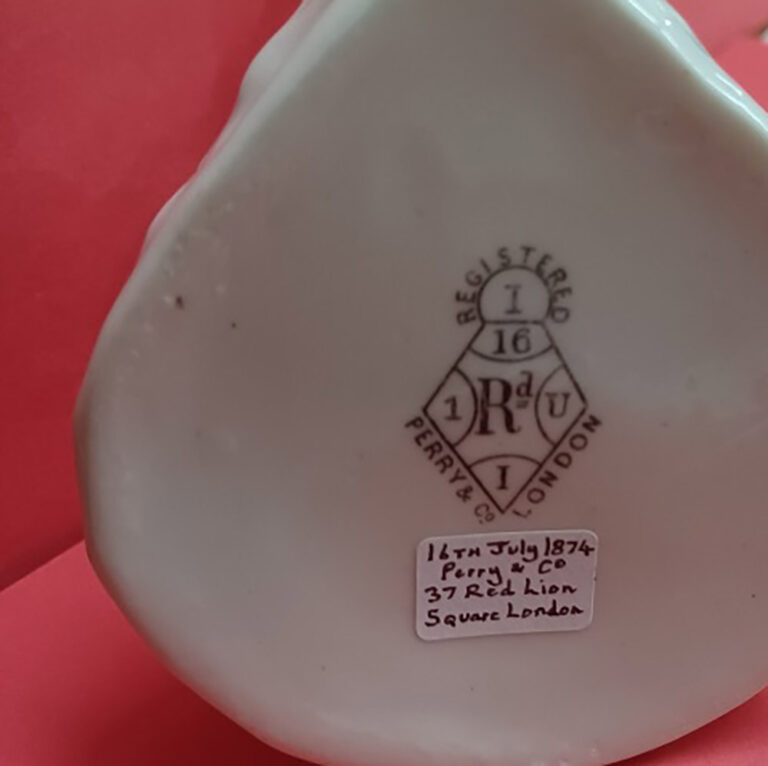 REGISTERED
I
16
1 Rd U
I
PERRY & Co
LONDON
16TH July 1874
Perry & Co
37 Red Lion
Square London